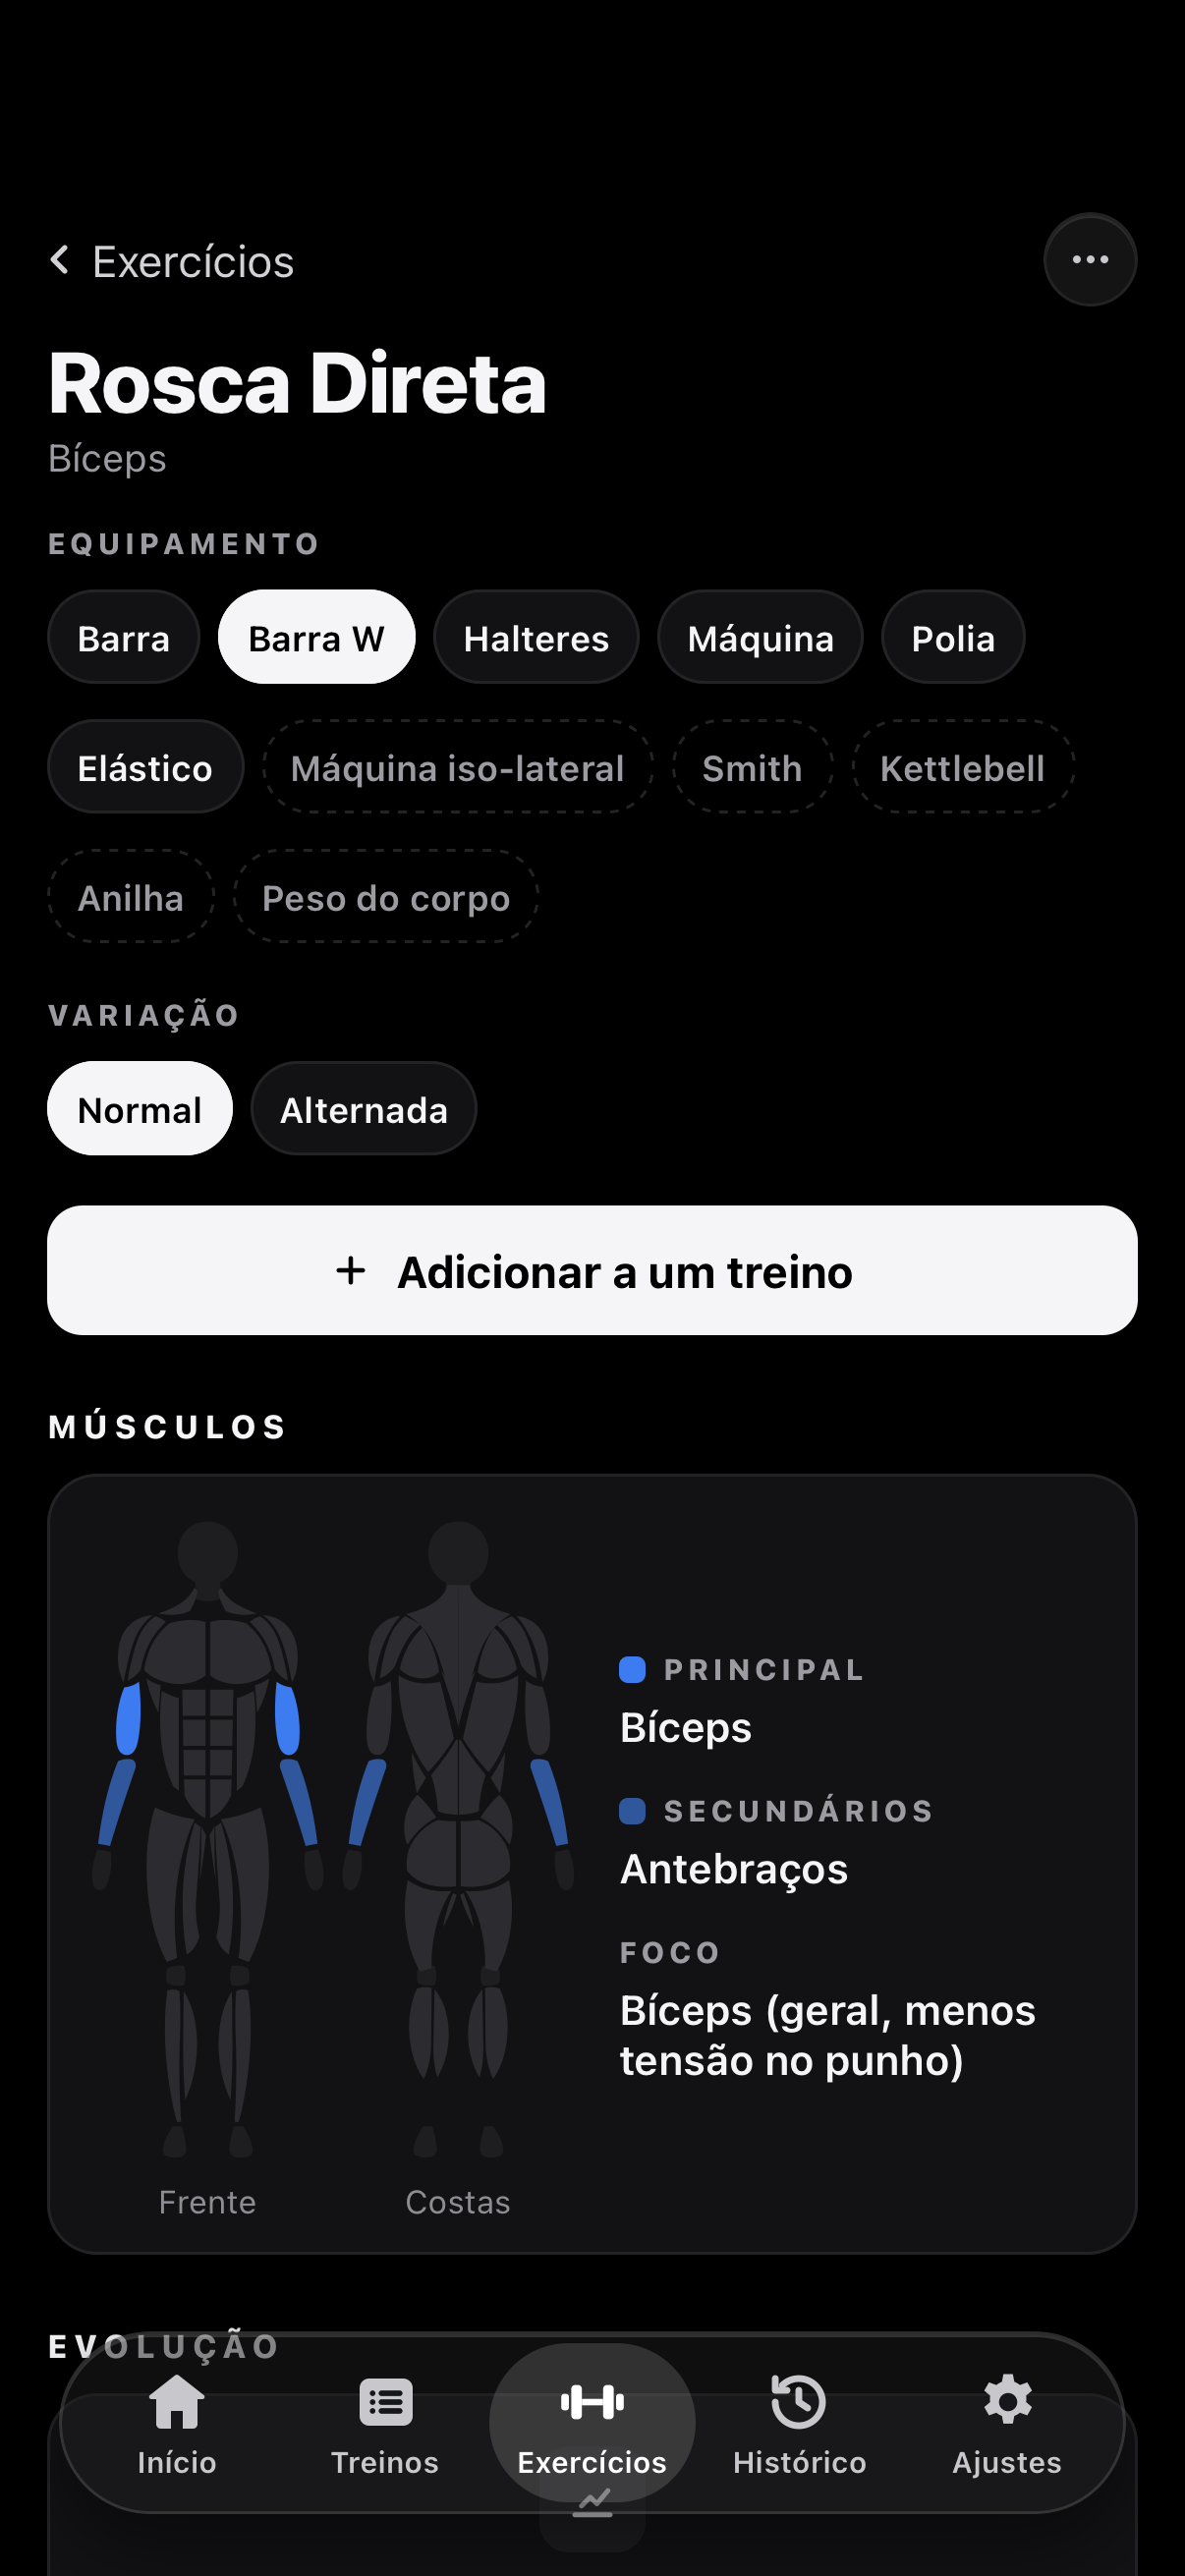 Exercícios
Rosca Direta
Bíceps
EQUIPAMENTO
Barra
Barra W
Halteres
Máquina
Polia
Elástico
Máquina iso-lateral
Smith
Kettlebell
Anilha
Peso do corpo
VARIAÇÃO
Normal
Alternada
+ Adicionar a um treino
MÚSCULOS
PRINCIPAL
Bíceps
SECUNDÁRIOS
Antebraços
FOCO
Bíceps (geral, menos
tensão no punho)
Frente
Costas
EVOLUÇÃO
Início
Treinos
Exercícios
Histórico
Ajustes